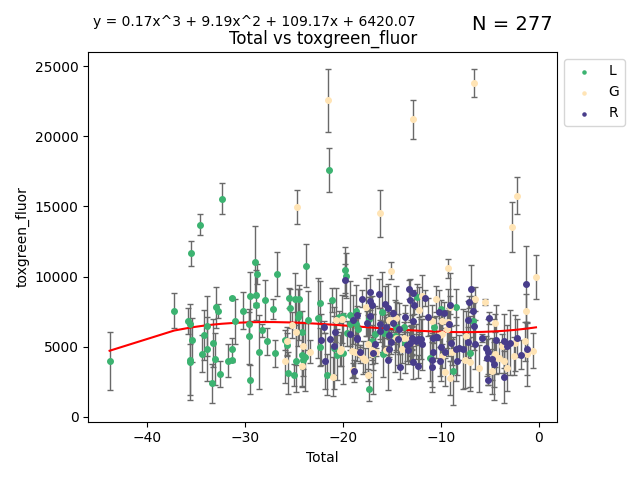 y = 0.17x^3 + 9.19x^2 + 109.17x + 6420.07
N = 277
Total vs toxgreen_fluor
25000
20000
15000
10000
5000
0
toxgreen_fluor
−40
−30
−20
−10
0
Total
L
G
R